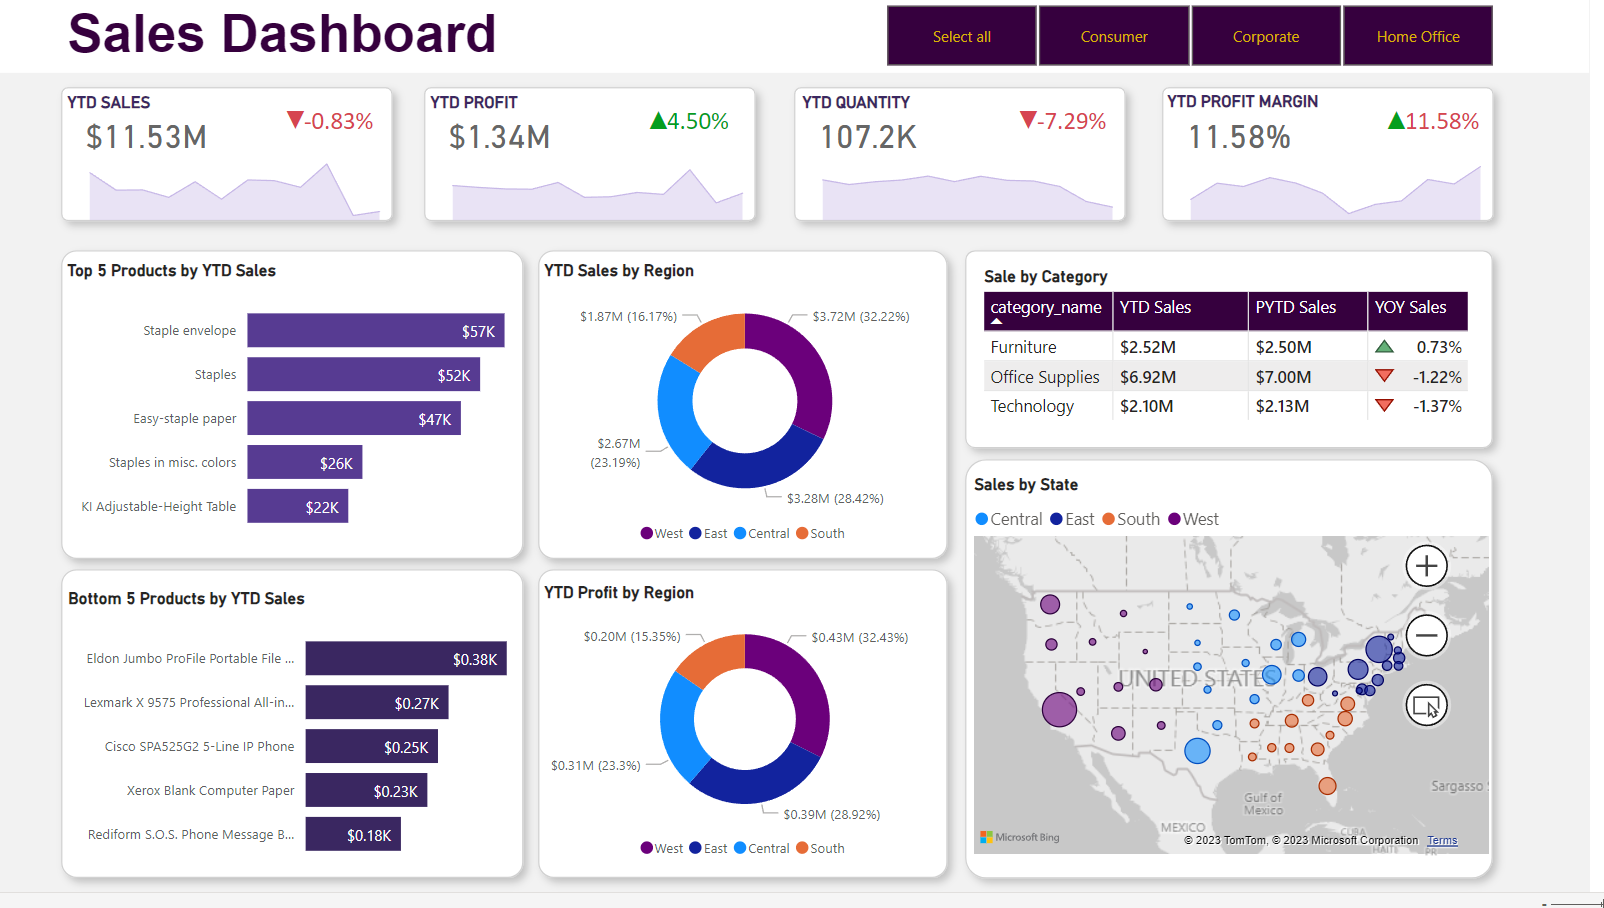 Sales Dashboard
Select all
Consumer
Corporate
Home Office
YTD SALES
$11.53M
-0.83%
YTD PROFIT
$1.34M
4.50%
YTD QUANTITY
107.2K
-7.29%
YTD PROFIT MARGIN
11.58%
11.58%
Top 5 Products by YTD Sales
Staple envelope $57K
Staples $52K
Easy-staple paper $47K
Staples in misc. colors $26K
KI Adjustable-Height Table $22K
Bottom 5 Products by YTD Sales
Eldon Jumbo ProFile Portable File ... $0.38K
Lexmark X 9575 Professional All-in... $0.27K
Cisco SPA525G2 5-Line IP Phone $0.25K
Xerox Blank Computer Paper $0.23K
Rediform S.O.S. Phone Message B... $0.18K
YTD Sales by Region
$1.87M (16.17%)
$3.72M (32.22%)
$2.67M
(23.19%)
$3.28M (28.42%)
West East Central South
YTD Profit by Region
$0.20M (15.35%)
$0.43M (32.43%)
$0.31M (23.3%)
$0.39M (28.92%)
West East Central South
Sale by Category
category_name YTD Sales PYTD Sales YOY Sales
Furniture $2.52M $2.50M 0.73%
Office Supplies $6.92M $7.00M -1.22%
Technology $2.10M $2.13M -1.37%
Sales by State
Central East South West
UNITED STATES
Sargasso S
Gulf of
Mexico
MEXICO
CUBA
HAITI
PR
Microsoft Bing
© 2023 TomTom, © 2023 Microsoft Corporation Terms